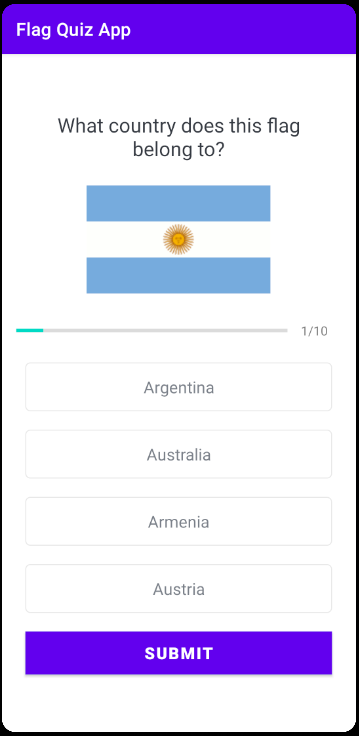 Flag Quiz App
What country does this flag
belong to?
1/10
Argentina
Australia
Armenia
Austria
SUBMIT